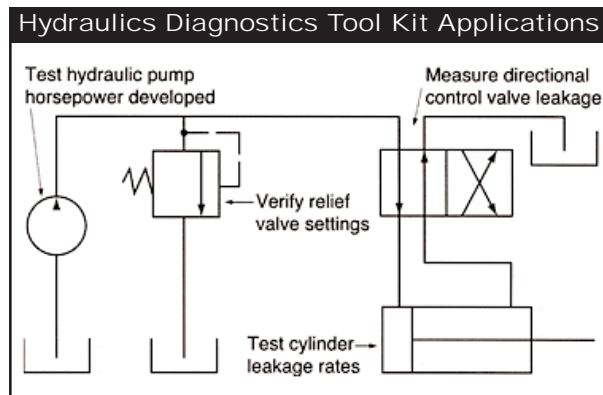 Hydraulics Diagnostics Tool Kit Applications
Test hydraulic pump
horsepower developed
Measure directional
control valve leakage
Verify relief
valve settings
Test cylinder
leakage rates